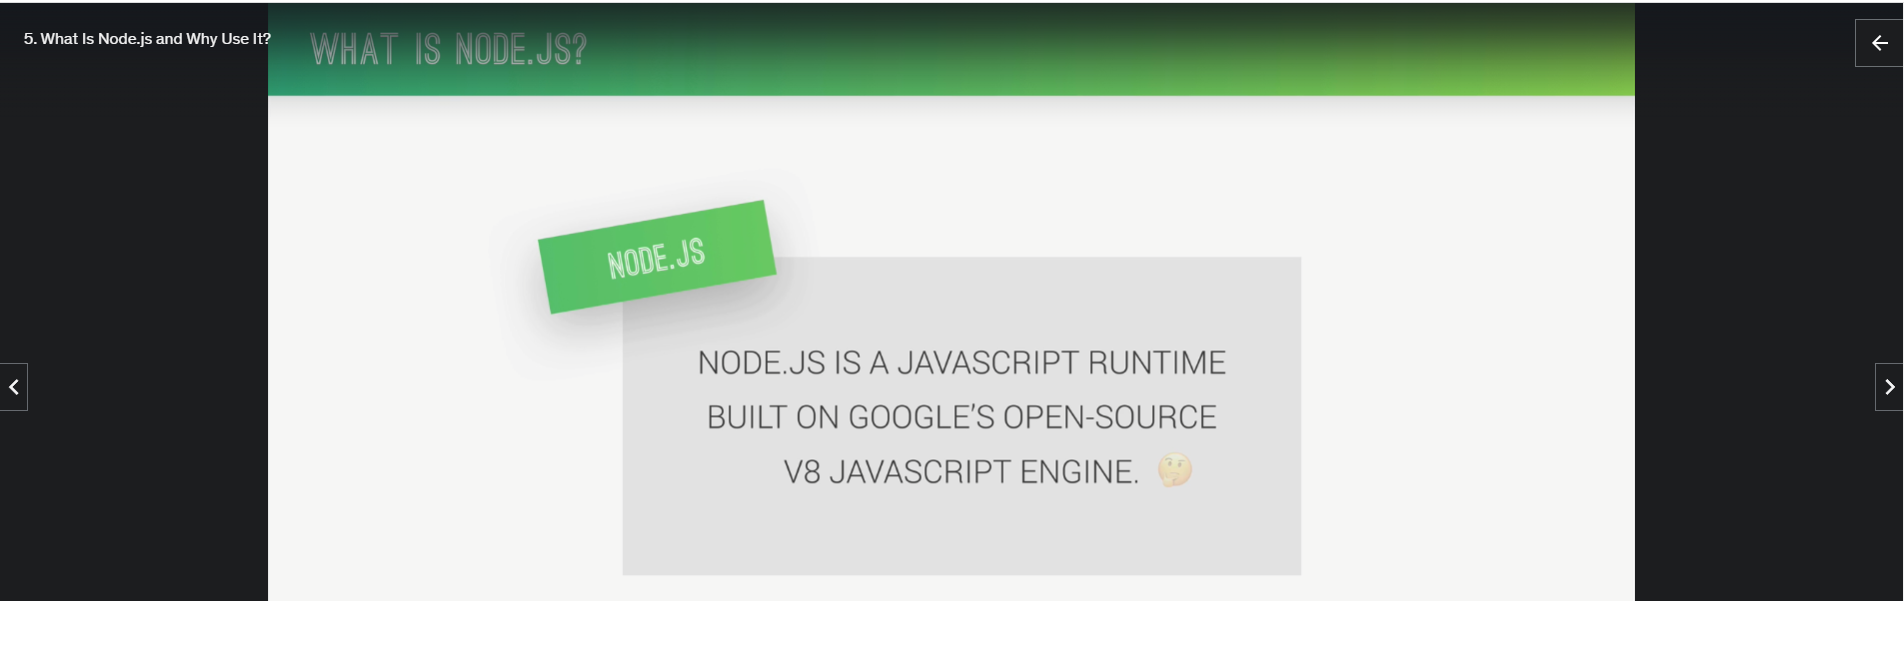 5. What Is Node.js and Why Use It?
WHAT IS NODE.JS?
NODE.JS
NODE.JS IS A JAVASCRIPT RUNTIME
BUILT ON GOOGLE’S OPEN-SOURCE
V8 JAVASCRIPT ENGINE. 🤔